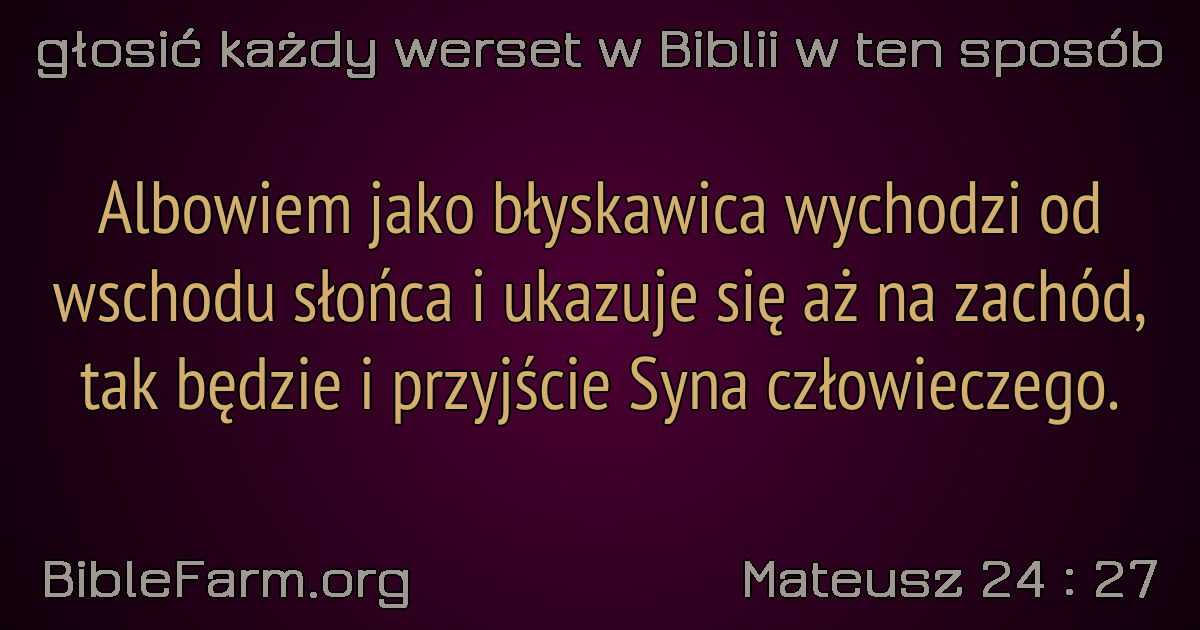 głosić każdy werset w Biblii w ten sposób
Albowiem jako błyskawica wychodzi od
wschodu słońca i ukazuje się aż na zachód,
tak będzie i przyjście Syna człowieczego.
BibleFarm.org
Mateusz 24 : 27